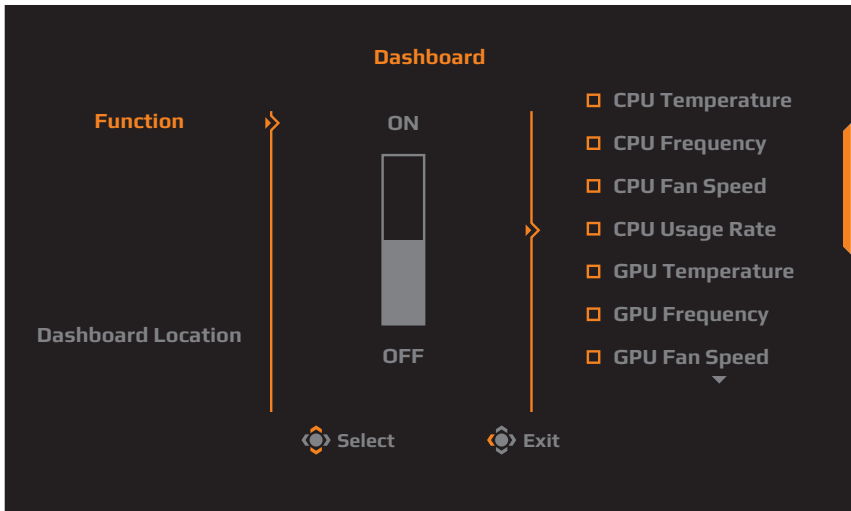 Dashboard
Function
ON
OFF
Dashboard Location
CPU Temperature
CPU Frequency
CPU Fan Speed
CPU Usage Rate
GPU Temperature
GPU Frequency
GPU Fan Speed
Select
Exit